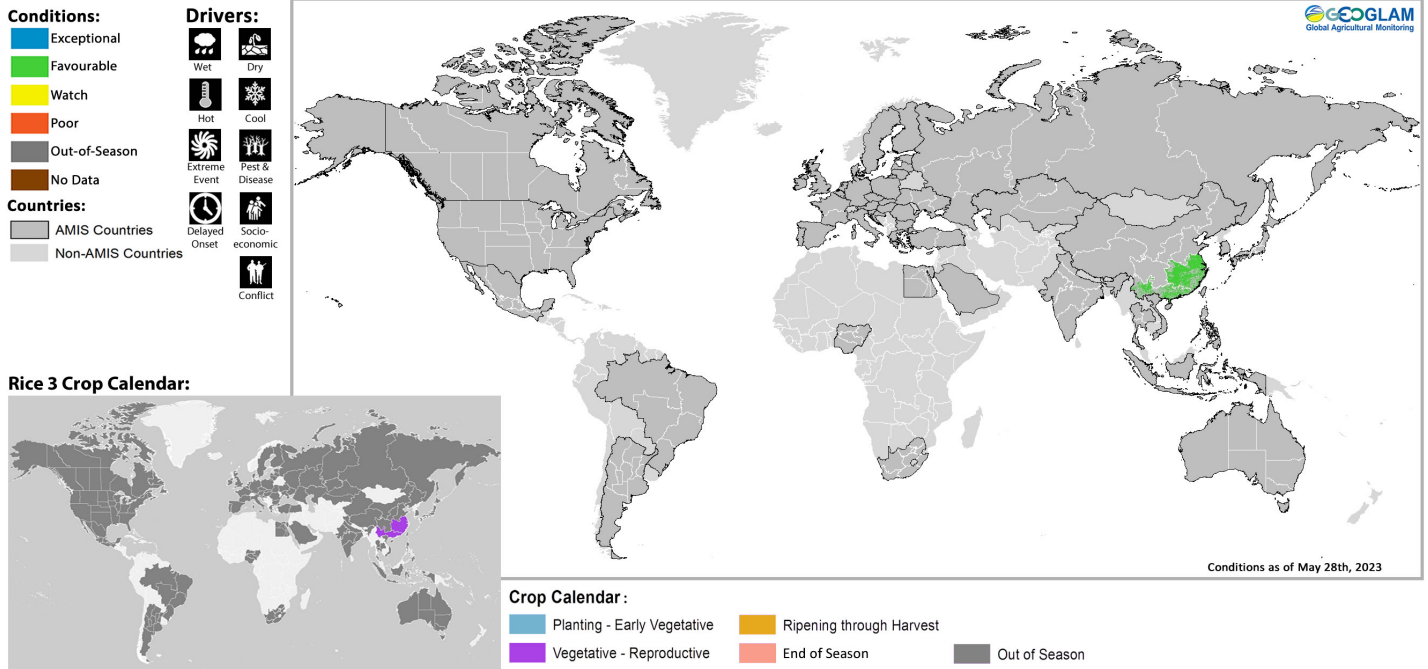 Conditions:
Exceptional
Favourable
Watch
Poor
Out-of-Season
No Data
Countries:
AMIS Countries
Non-AMIS Countries
Drivers:
Wet
Dry
Hot
Cool
Extreme
Event
Pest &
Disease
Delayed
Onset
Socio-
economic
Conflict
GEOGLAM
Global Agricultural Monitoring
Rice 3 Crop Calendar:
Conditions as of May 28th, 2023
Crop Calendar :
Planting - Early Vegetative
Ripening through Harvest
Vegetative - Reproductive
End of Season
Out of Season